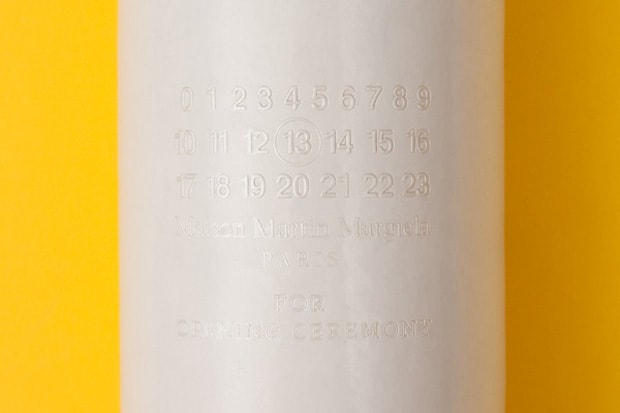 0 1 2 3 4 5 6 7 8 9
10 11 12 13 14 15 16
17 18 19 20 21 22 23
Maison Martin Margiela
PARIS
FOR
OPENING CEREMONY